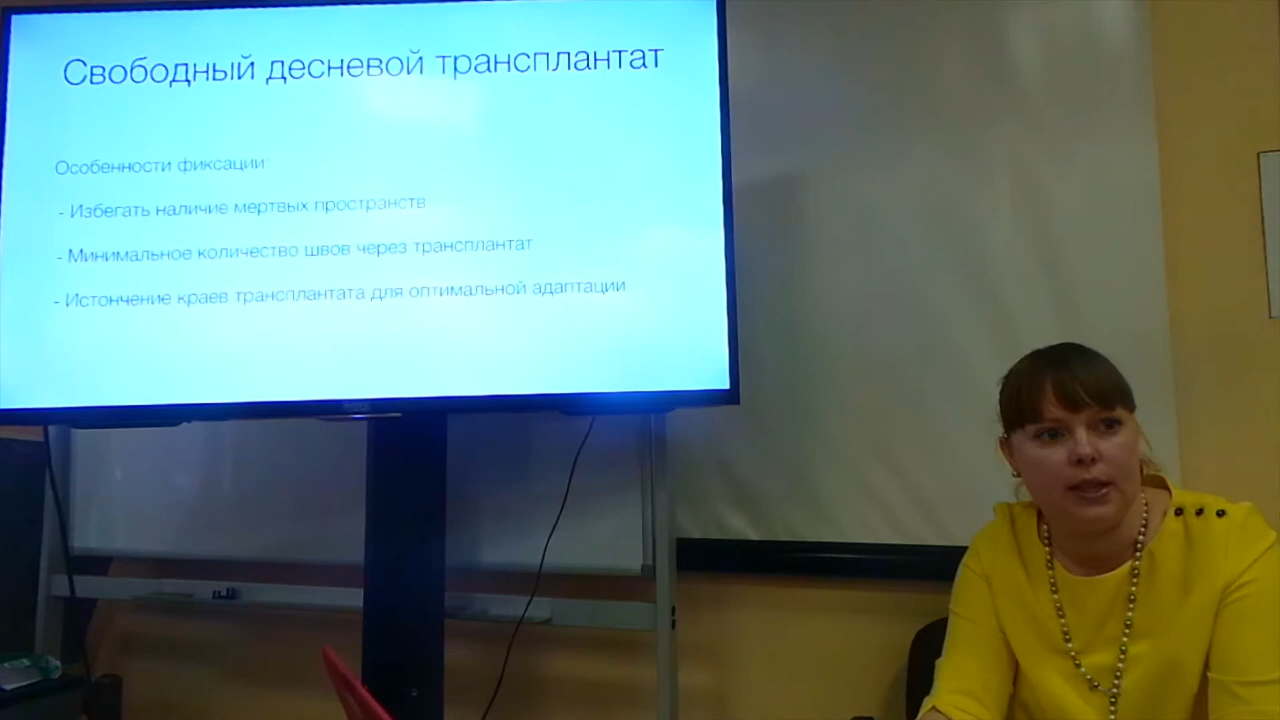 Свободный десневой трансплантат
Особенности фиксации:
- Избегать наличие мертвых пространств
- Минимальное количество швов через трансплантат
- Истончение краев трансплантата для оптимальной адаптации